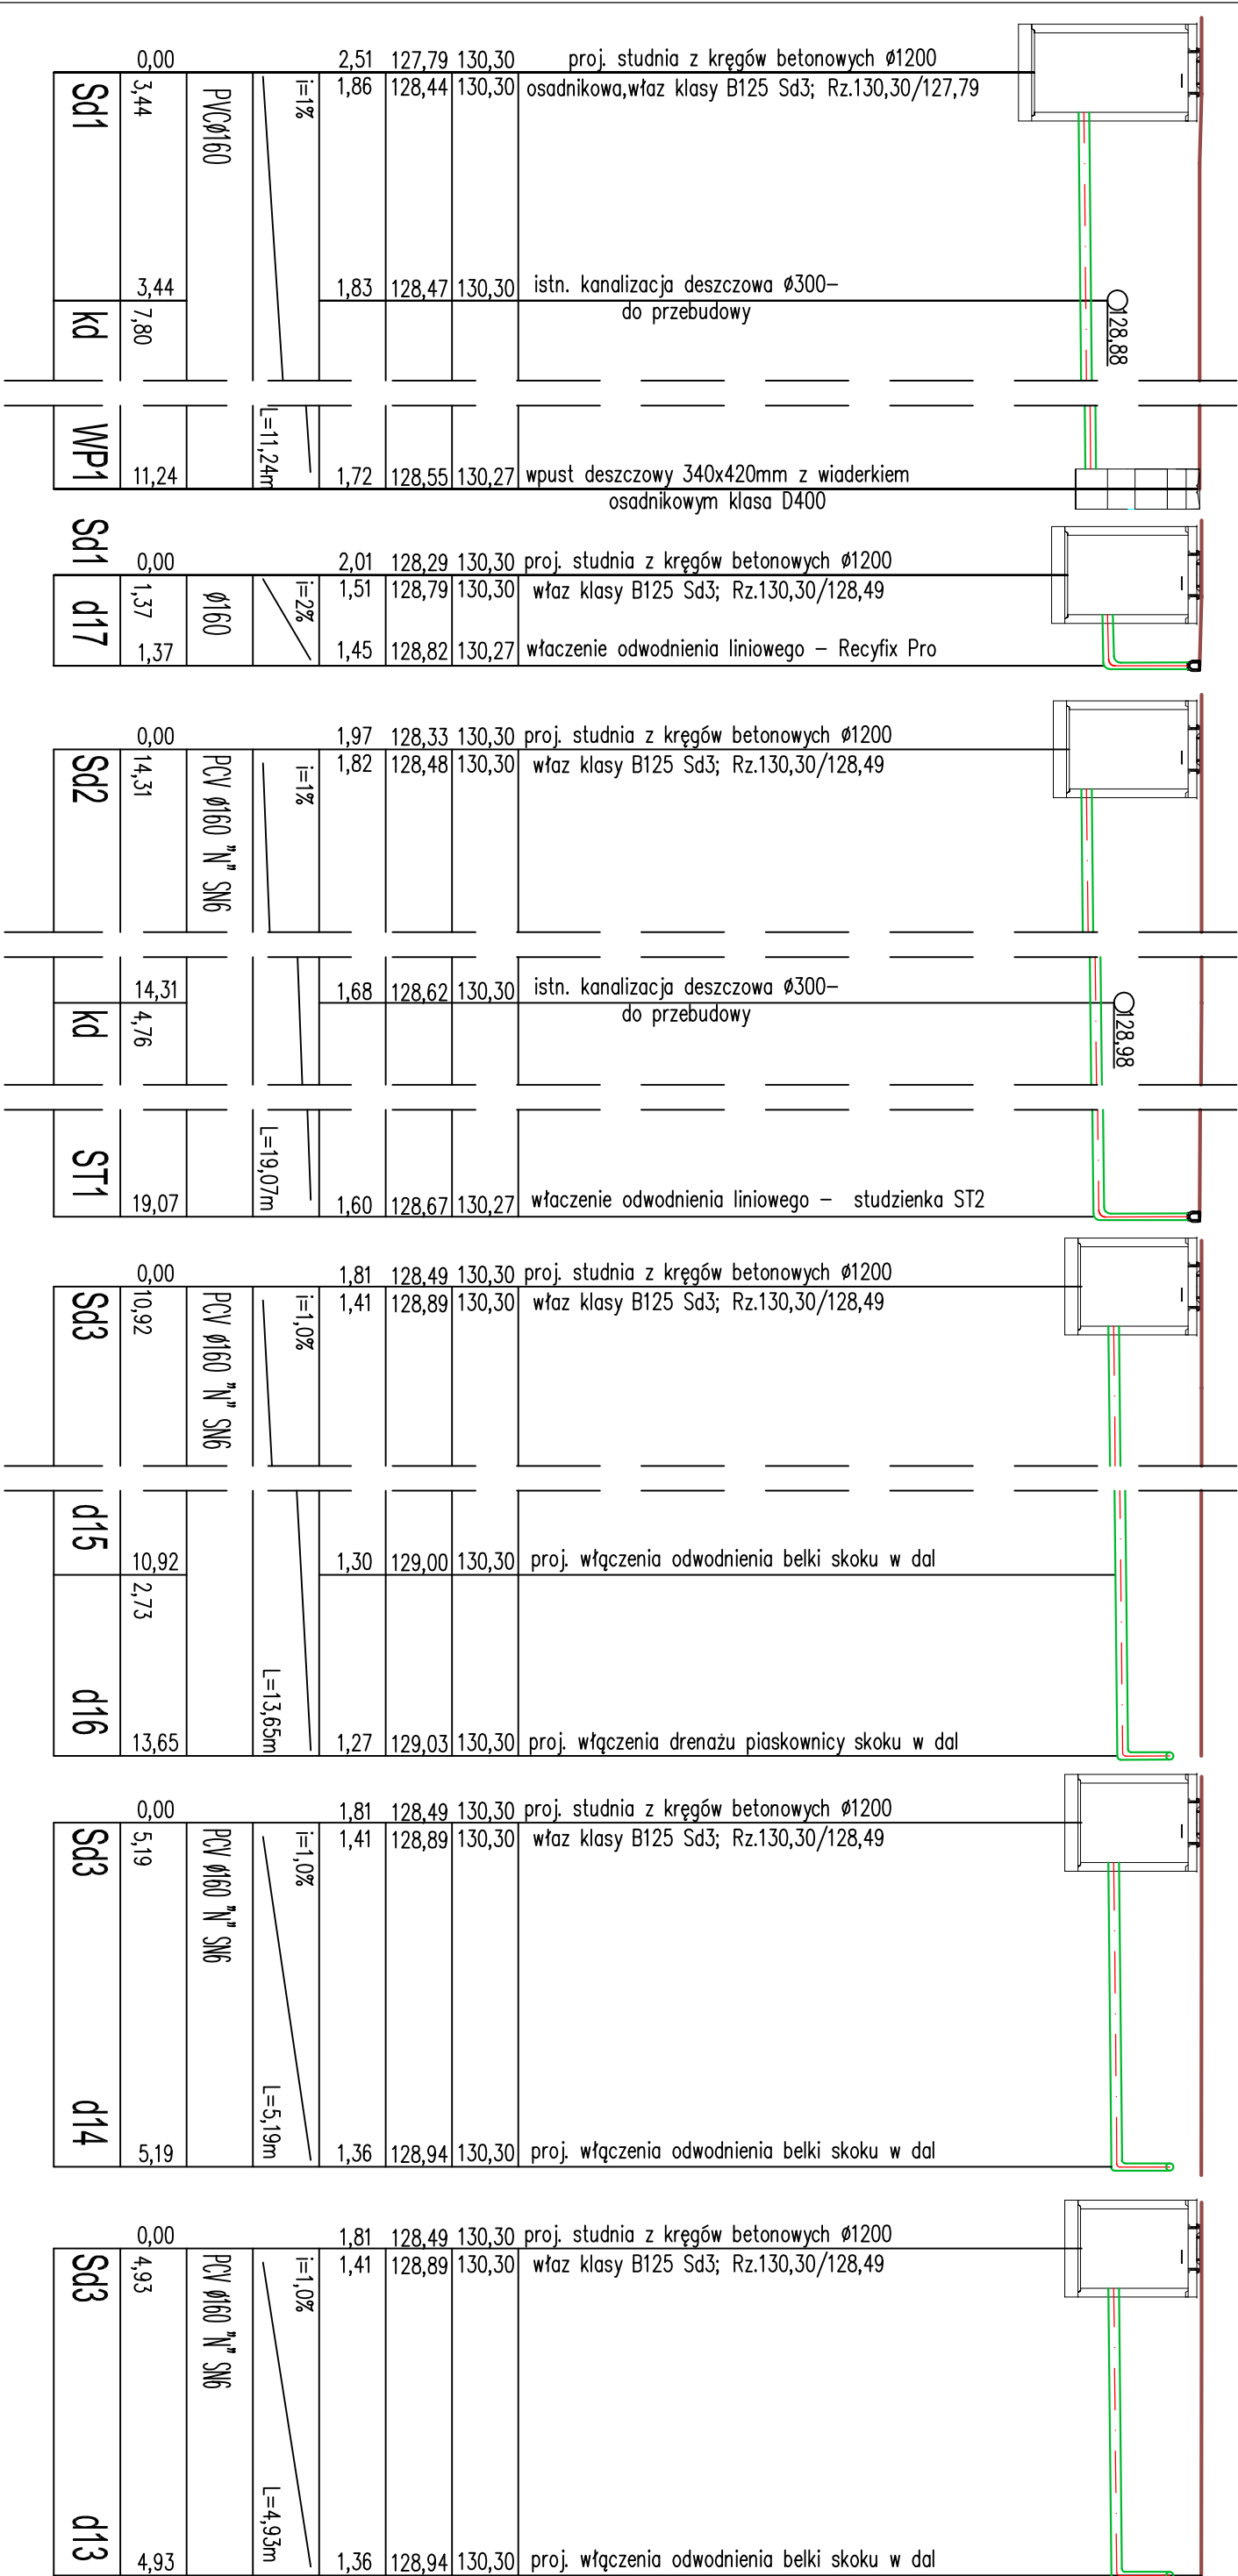 0,00 2,51 127,79 130,30 proj. studnia z kręgów betonowych ø1200
Sd1 3,44 PVCø160 i=1% 1,86 128,44 130,30 osadnikowa,właz klasy B125 Sd3; Rz.130,30/127,79
3,44 1,83 128,47 130,30 istn. kanalizacja deszczowa ø300-
kd 7,80 do przebudowy 128,88
WP1 11,24 L=11,24m 1,72 128,55 130,27 wpust deszczowy 340x420mm z wiaderkiem
osadnikowym klasa D400
Sd1 0,00 2,01 128,29 130,30 proj. studnia z kręgów betonowych ø1200
1,37 ø160 i=2% 1,51 128,79 130,30 właz klasy B125 Sd3; Rz.130,30/128,49
d17 1,37 1,45 128,82 130,27 właczenie odwodnienia liniowego – Recyfix Pro
0,00 1,97 128,33 130,30 proj. studnia z kręgów betonowych ø1200
Sd2 14,31 PCV ø160 "N" SN6 i=1% 1,82 128,48 130,30 właz klasy B125 Sd3; Rz.130,30/128,49
14,31 1,68 128,62 130,30 istn. kanalizacja deszczowa ø300-
kd 4,76 do przebudowy 128,98
ST1 19,07 L=19,07m 1,60 128,67 130,27 właczenie odwodnienia liniowego – studzienka ST2
0,00 1,81 128,49 130,30 proj. studnia z kręgów betonowych ø1200
Sd3 10,92 PCV ø160 "N" SN6 i=1,0% 1,41 128,89 130,30 właz klasy B125 Sd3; Rz.130,30/128,49
d15 10,92 1,30 129,00 130,30 proj. włączenia odwodnienia belki skoku w dal
2,73
d16 13,65 L=13,65m 1,27 129,03 130,30 proj. włączenia drenażu piaskownicy skoku w dal
0,00 1,81 128,49 130,30 proj. studnia z kręgów betonowych ø1200
Sd3 5,19 PCV ø160 "N" SN6 i=1,0% 1,41 128,89 130,30 właz klasy B125 Sd3; Rz.130,30/128,49
d14 5,19 L=5,19m 1,36 128,94 130,30 proj. włączenia odwodnienia belki skoku w dal
0,00 1,81 128,49 130,30 proj. studnia z kręgów betonowych ø1200
Sd3 4,93 PCV ø160 "N" SN6 i=1,0% 1,41 128,89 130,30 właz klasy B125 Sd3; Rz.130,30/128,49
d13 4,93 L=4,93m 1,36 128,94 130,30 proj. włączenia odwodnienia belki skoku w dal